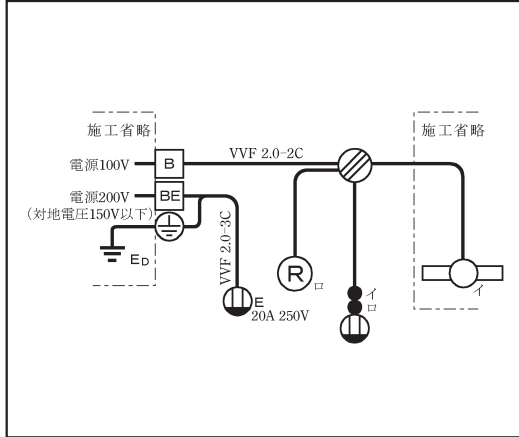 施工省略
電源100V
B
VVF 2.0-2C
電源200V
BE
(対地電圧150V以下)
ED
VVF 2.0-3C
E
20A 250V
R
ロ
イ
ロ
施工省略
イ